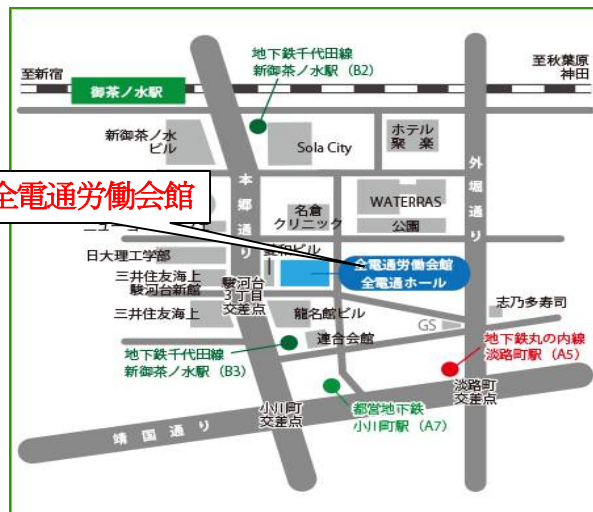 地下鉄千代田線
新御茶ノ水駅（B2）
至新宿
至秋葉原
神田
御茶ノ水駅
新御茶ノ水
ビル
Sola City
ホテル
聚楽
外堀通り
本郷通り
全電通労働会館
WATERRAS
公園
名倉
クリニック
日大理工学部
全電通労働会館
全電通ホール
三井住友海上
駿河台新館
駿河台
3丁目
交差点
三井住友海上
龍名館ビル
連合会館
志乃多寿司
GS
地下鉄丸の内線
淡路町駅（A5）
地下鉄千代田線
新御茶ノ水駅（B3）
淡路町
交差点
小川町
交差点
都営地下鉄
小川町駅（A7）
靖国通り